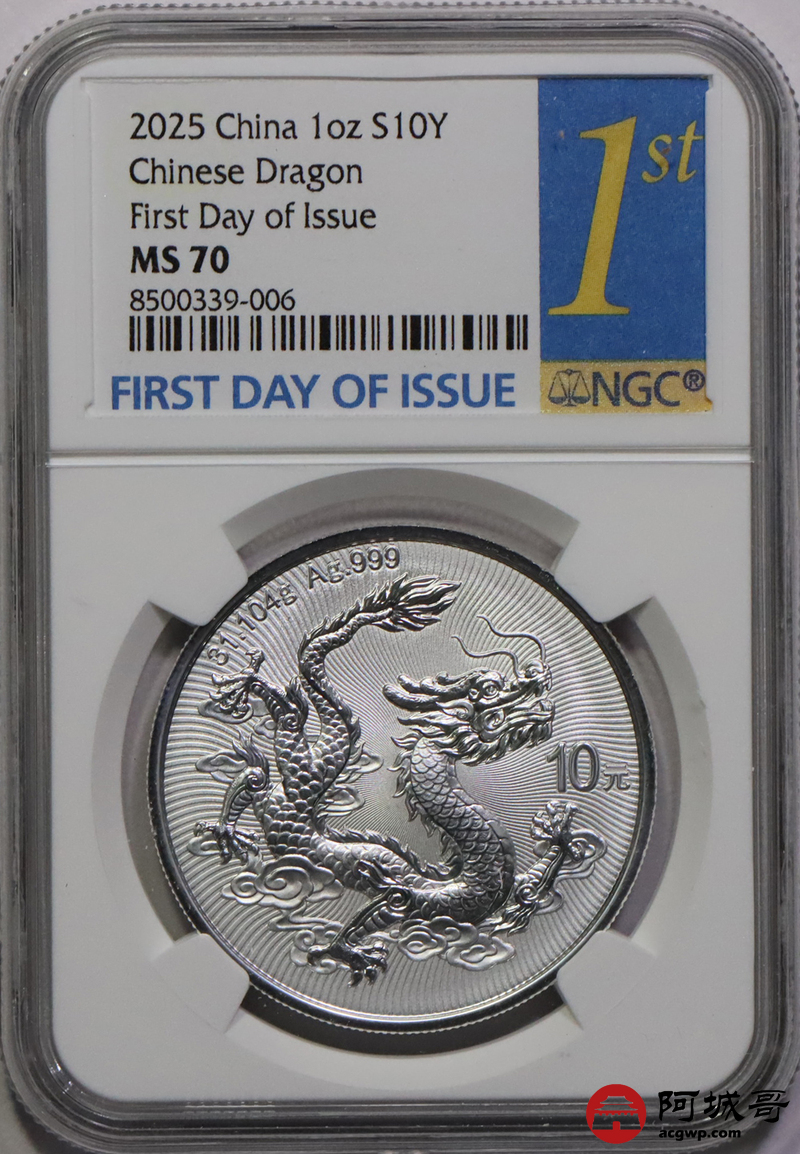 2025 China 1oz S10Y
Chinese Dragon
First Day of Issue
MS 70
8500339-006
FIRST DAY OF ISSUE
1st
NGC®
31.104g Ag.999
10元
阿城哥
acgwp.com